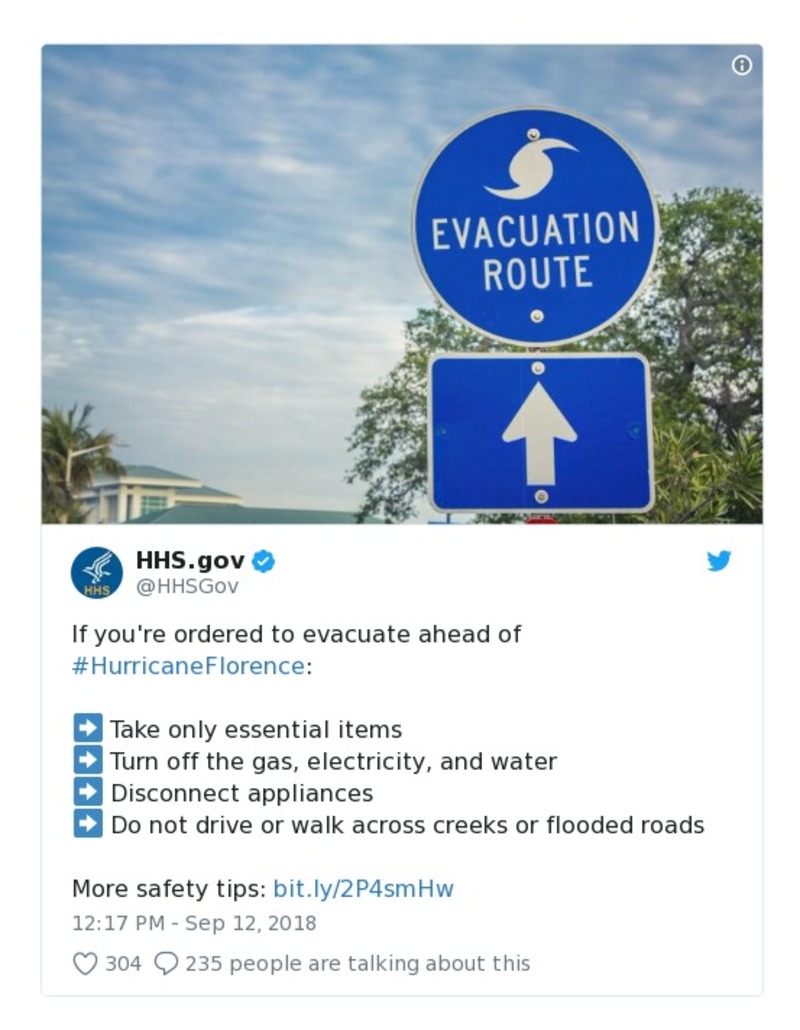 EVACUATION
ROUTE
HHS.gov
HHS
@HHSGov
If you're ordered to evacuate ahead of
#HurricaneFlorence:
➡ Take only essential items
➡ Turn off the gas, electricity, and water
➡ Disconnect appliances
➡ Do not drive or walk across creeks or flooded roads
More safety tips: bit.ly/2P4smHw
12:17 PM - Sep 12, 2018
304 235 people are talking about this